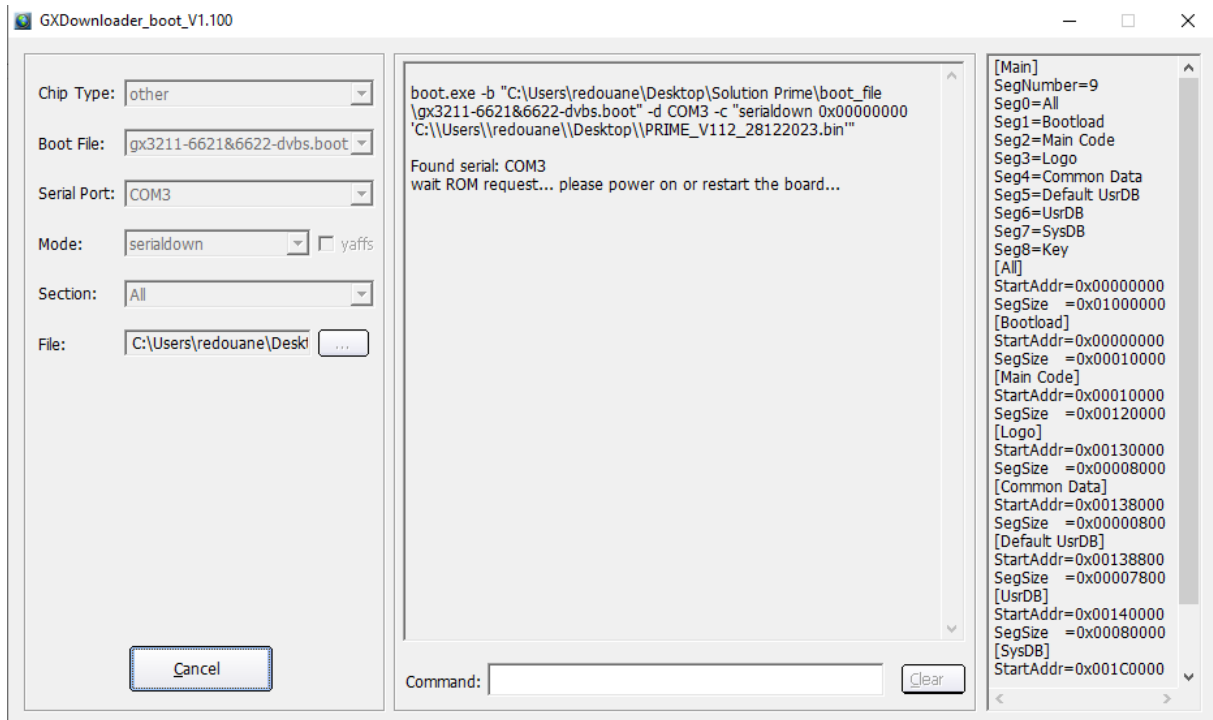 GXDownloader_boot_V1.100
Chip Type: other
Boot File: gx3211-6621&6622-dvbs.boot
Serial Port: COM3
Mode: serialdown yaffs
Section: All
File: C:\Users\redouane\Deskt ...
Cancel
boot.exe -b "C:\Users\redouane\Desktop\Solution Prime\boot_file
\gx3211-6621&6622-dvbs.boot" -d COM3 -c "serialdown 0x00000000
'C:\\Users\\redouane\\Desktop\\PRIME_V112_28122023.bin'"
Found serial: COM3
wait ROM request... please power on or restart the board...
Command: Clear
[Main]
SegNumber=9
Seg0=All
Seg1=Bootload
Seg2=Main Code
Seg3=Logo
Seg4=Common Data
Seg5=Default UsrDB
Seg6=UsrDB
Seg7=SysDB
Seg8=Key
[All]
StartAddr=0x00000000
SegSize =0x01000000
[Bootload]
StartAddr=0x00000000
SegSize =0x00010000
[Main Code]
StartAddr=0x00010000
SegSize =0x00120000
[Logo]
StartAddr=0x00130000
SegSize =0x00008000
[Common Data]
StartAddr=0x00138000
SegSize =0x00000800
[Default UsrDB]
StartAddr=0x00138800
SegSize =0x00007800
[UsrDB]
StartAddr=0x00140000
SegSize =0x00080000
[SysDB]
StartAddr=0x001C0000